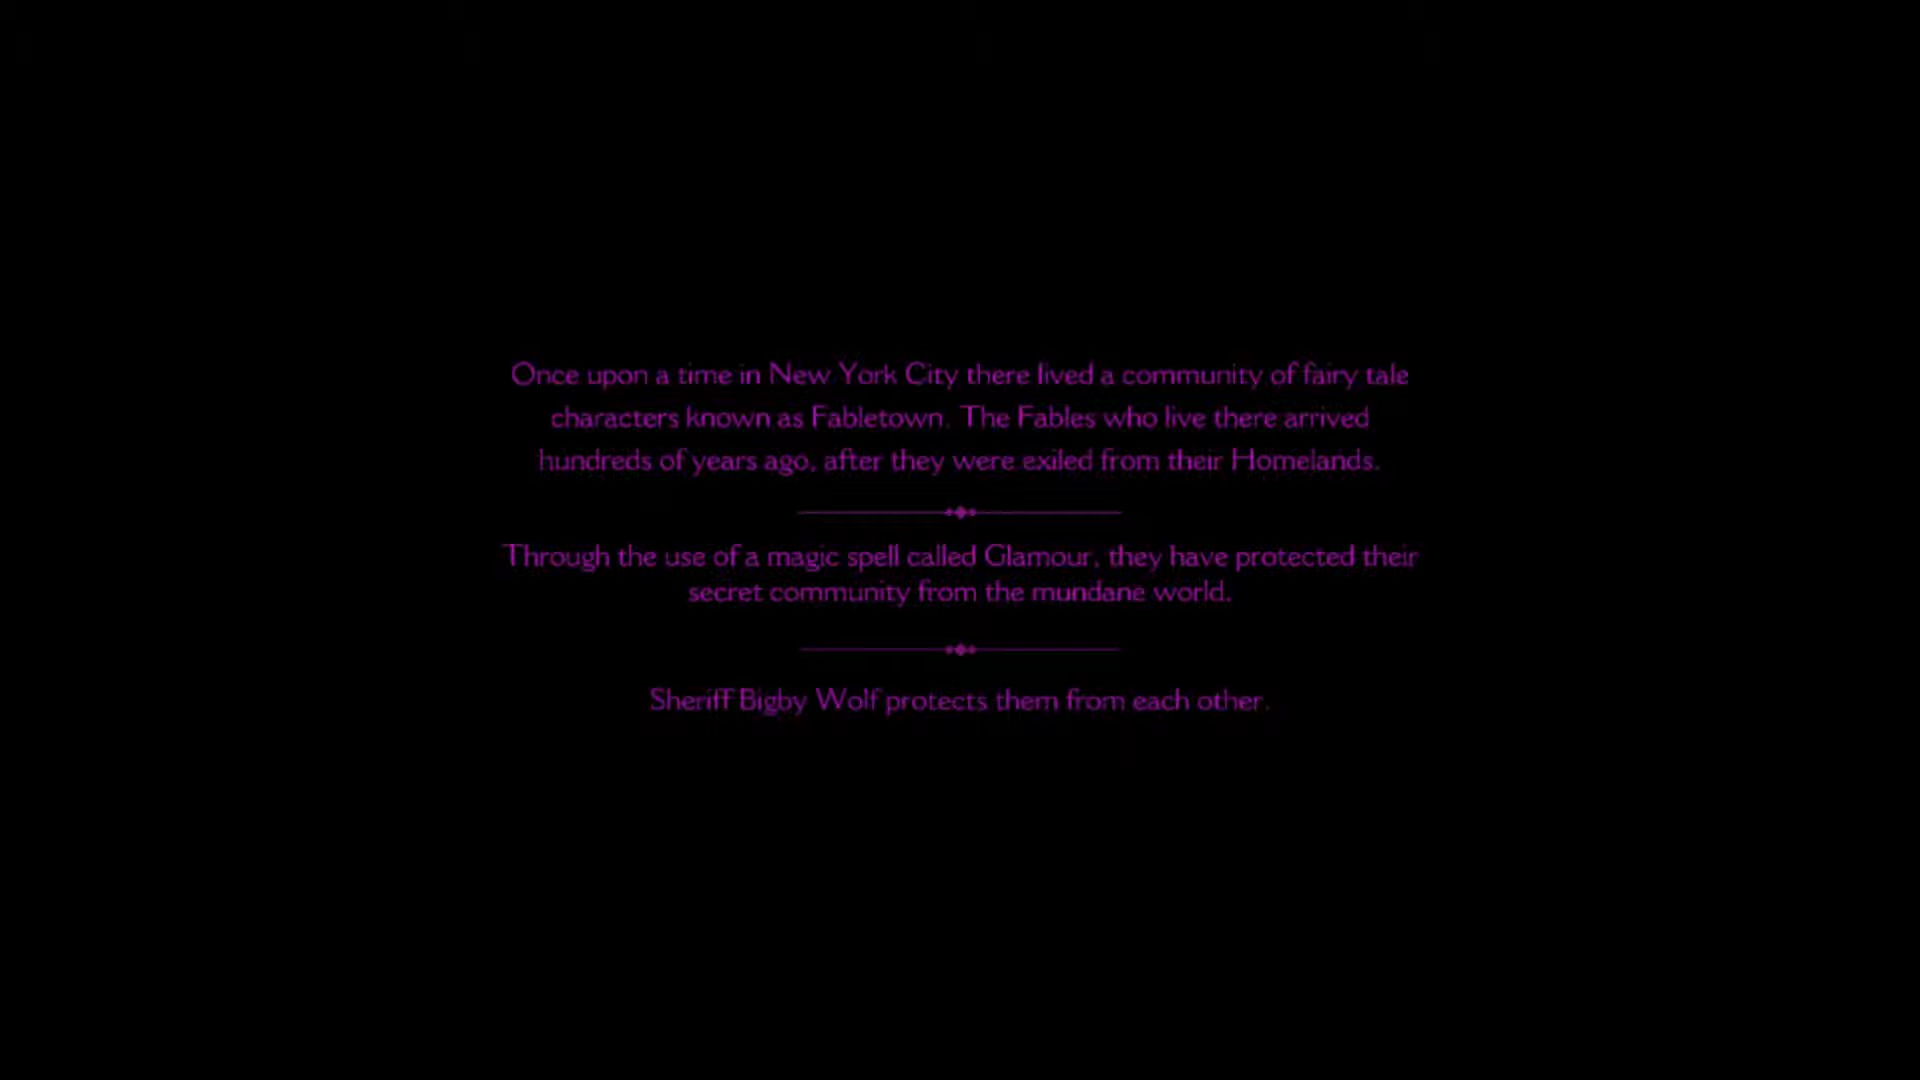 Once upon a time in New York City there lived a community of fairy tale
characters known as Fabletown. The Fables who live there arrived
hundreds of years ago, after they were exiled from their Homelands.
Through the use of a magic spell called Glamour, they have protected their
secret community from the mundane world.
Sheriff Bigby Wolf protects them from each other.